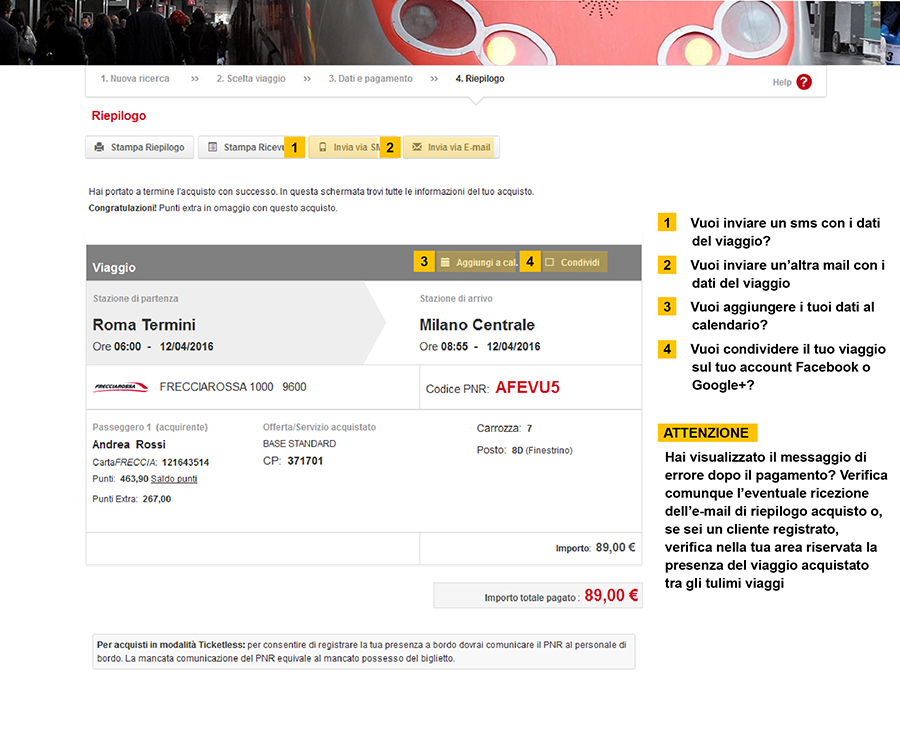 1. Nuova ricerca >> 2. Scelta viaggio >> 3. Dati e pagamento >> 4. Riepilogo
Help ?
Riepilogo
Stampa Riepilogo Stampa Ricevu 1 Invia via SM 2 Invia via E-mail
Hai portato a termine l'acquisto con successo. In questa schermata trovi tutte le informazioni del tuo acquisto.
Congratulazioni! Punti extra in omaggio con questo acquisto.
Viaggio 3 Aggiungi a cal. 4 Condividi
Stazione di partenza
Roma Termini
Ore 06:00 - 12/04/2016
Stazione di arrivo
Milano Centrale
Ore 08:55 - 12/04/2016
FRECCIAROSSA FRECCIAROSSA 1000 9600
Codice PNR: AFEVU5
Passeggero 1 (acquirente)
Andrea Rossi
CartaFRECCIA: 121643514
Punti: 463,90 Saldo punti
Punti Extra: 267,00
Offerta/Servizio acquistato
BASE STANDARD
CP: 371701
Carrozza: 7
Posto: 8D (Finestrino)
Importo: 89,00 €
Importo totale pagato : 89,00 €
Per acquisti in modalità Ticketless: per consentire di registrare la tua presenza a bordo dovrai comunicare il PNR al personale di
bordo. La mancata comunicazione del PNR equivale al mancato possesso del biglietto.
1 Vuoi inviare un sms con i dati
del viaggio?
2 Vuoi inviare un'altra mail con i
dati del viaggio
3 Vuoi aggiungere i tuoi dati al
calendario?
4 Vuoi condividere il tuo viaggio
sul tuo account Facebook o
Google+?
ATTENZIONE
Hai visualizzato il messaggio di
errore dopo il pagamento? Verifica
comunque l'eventuale ricezione
dell'e-mail di riepilogo acquisto o,
se sei un cliente registrato,
verifica nella tua area riservata la
presenza del viaggio acquistato
tra gli tulimi viaggi